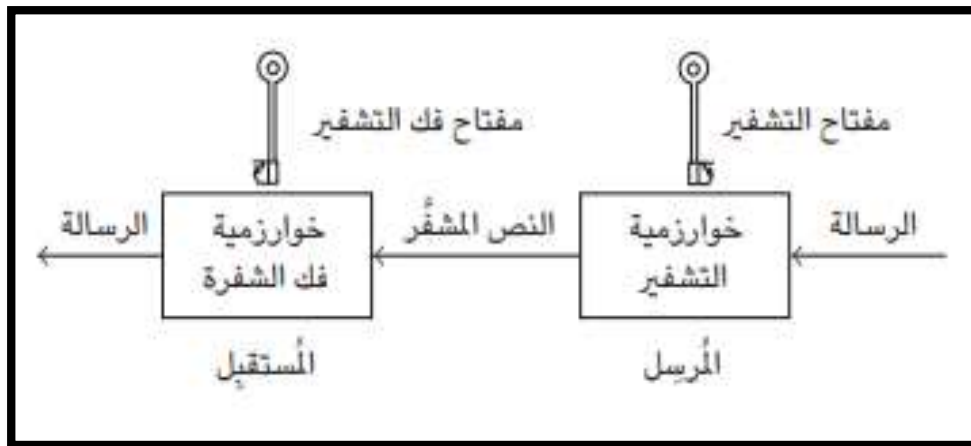 مفتاح التشفير
مفتاح فك التشفير
الرسالة
خوارزمية
التشفير
النص المشفَّر
خوارزمية
فك الشفرة
الرسالة
المُرسِل
المُستقبِل